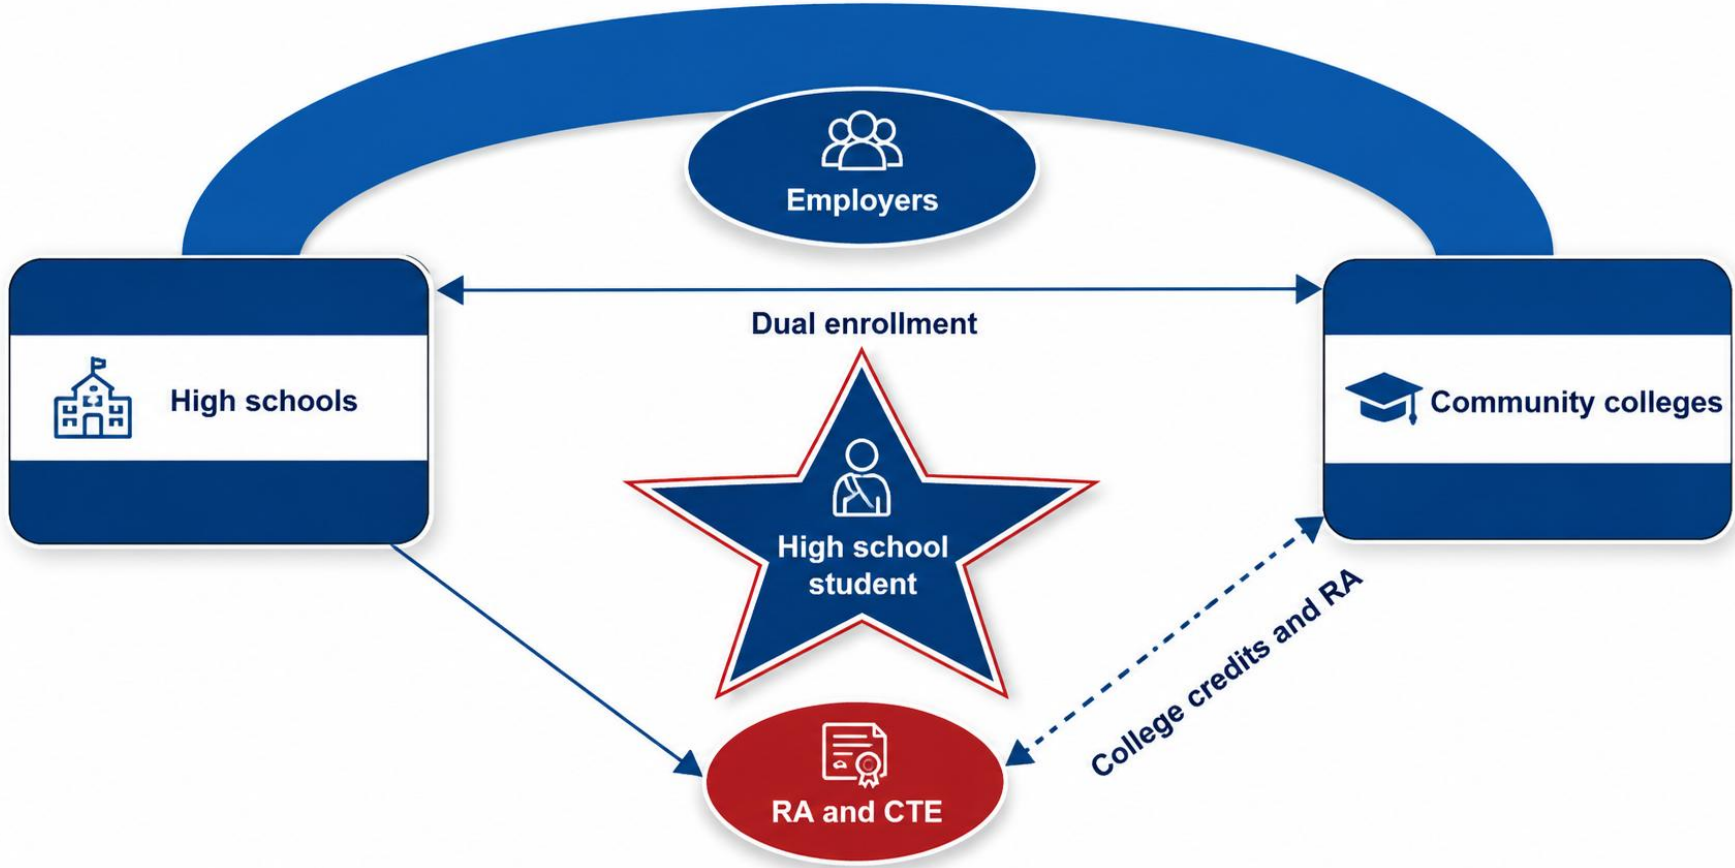 Employers
Dual enrollment
High schools
Community colleges
High school
student
College credits and RA
RA and CTE